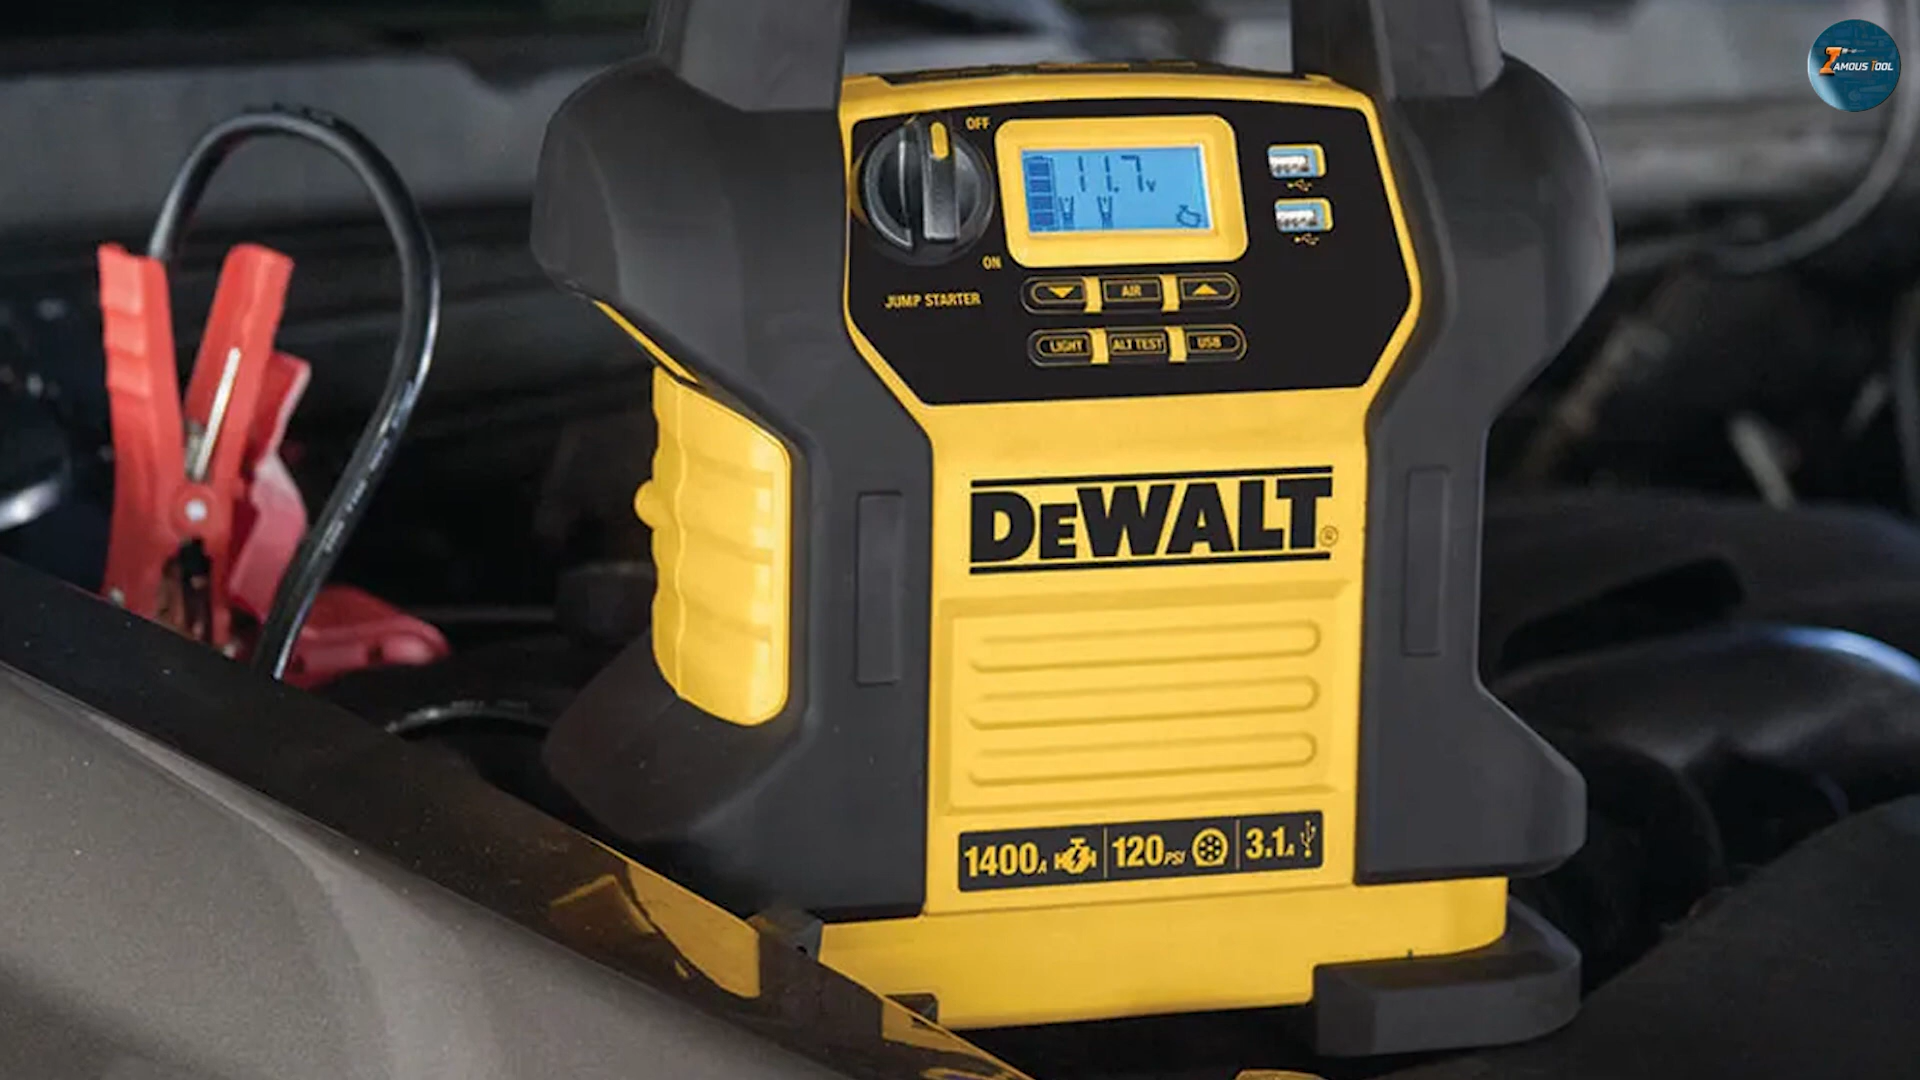 ZAMOUS TOOL
OFF
11.7v
ON
JUMP STARTER
AIR
LIGHT
ALT TEST
USB
DEWALT®
1400A
120PSI
3.1A